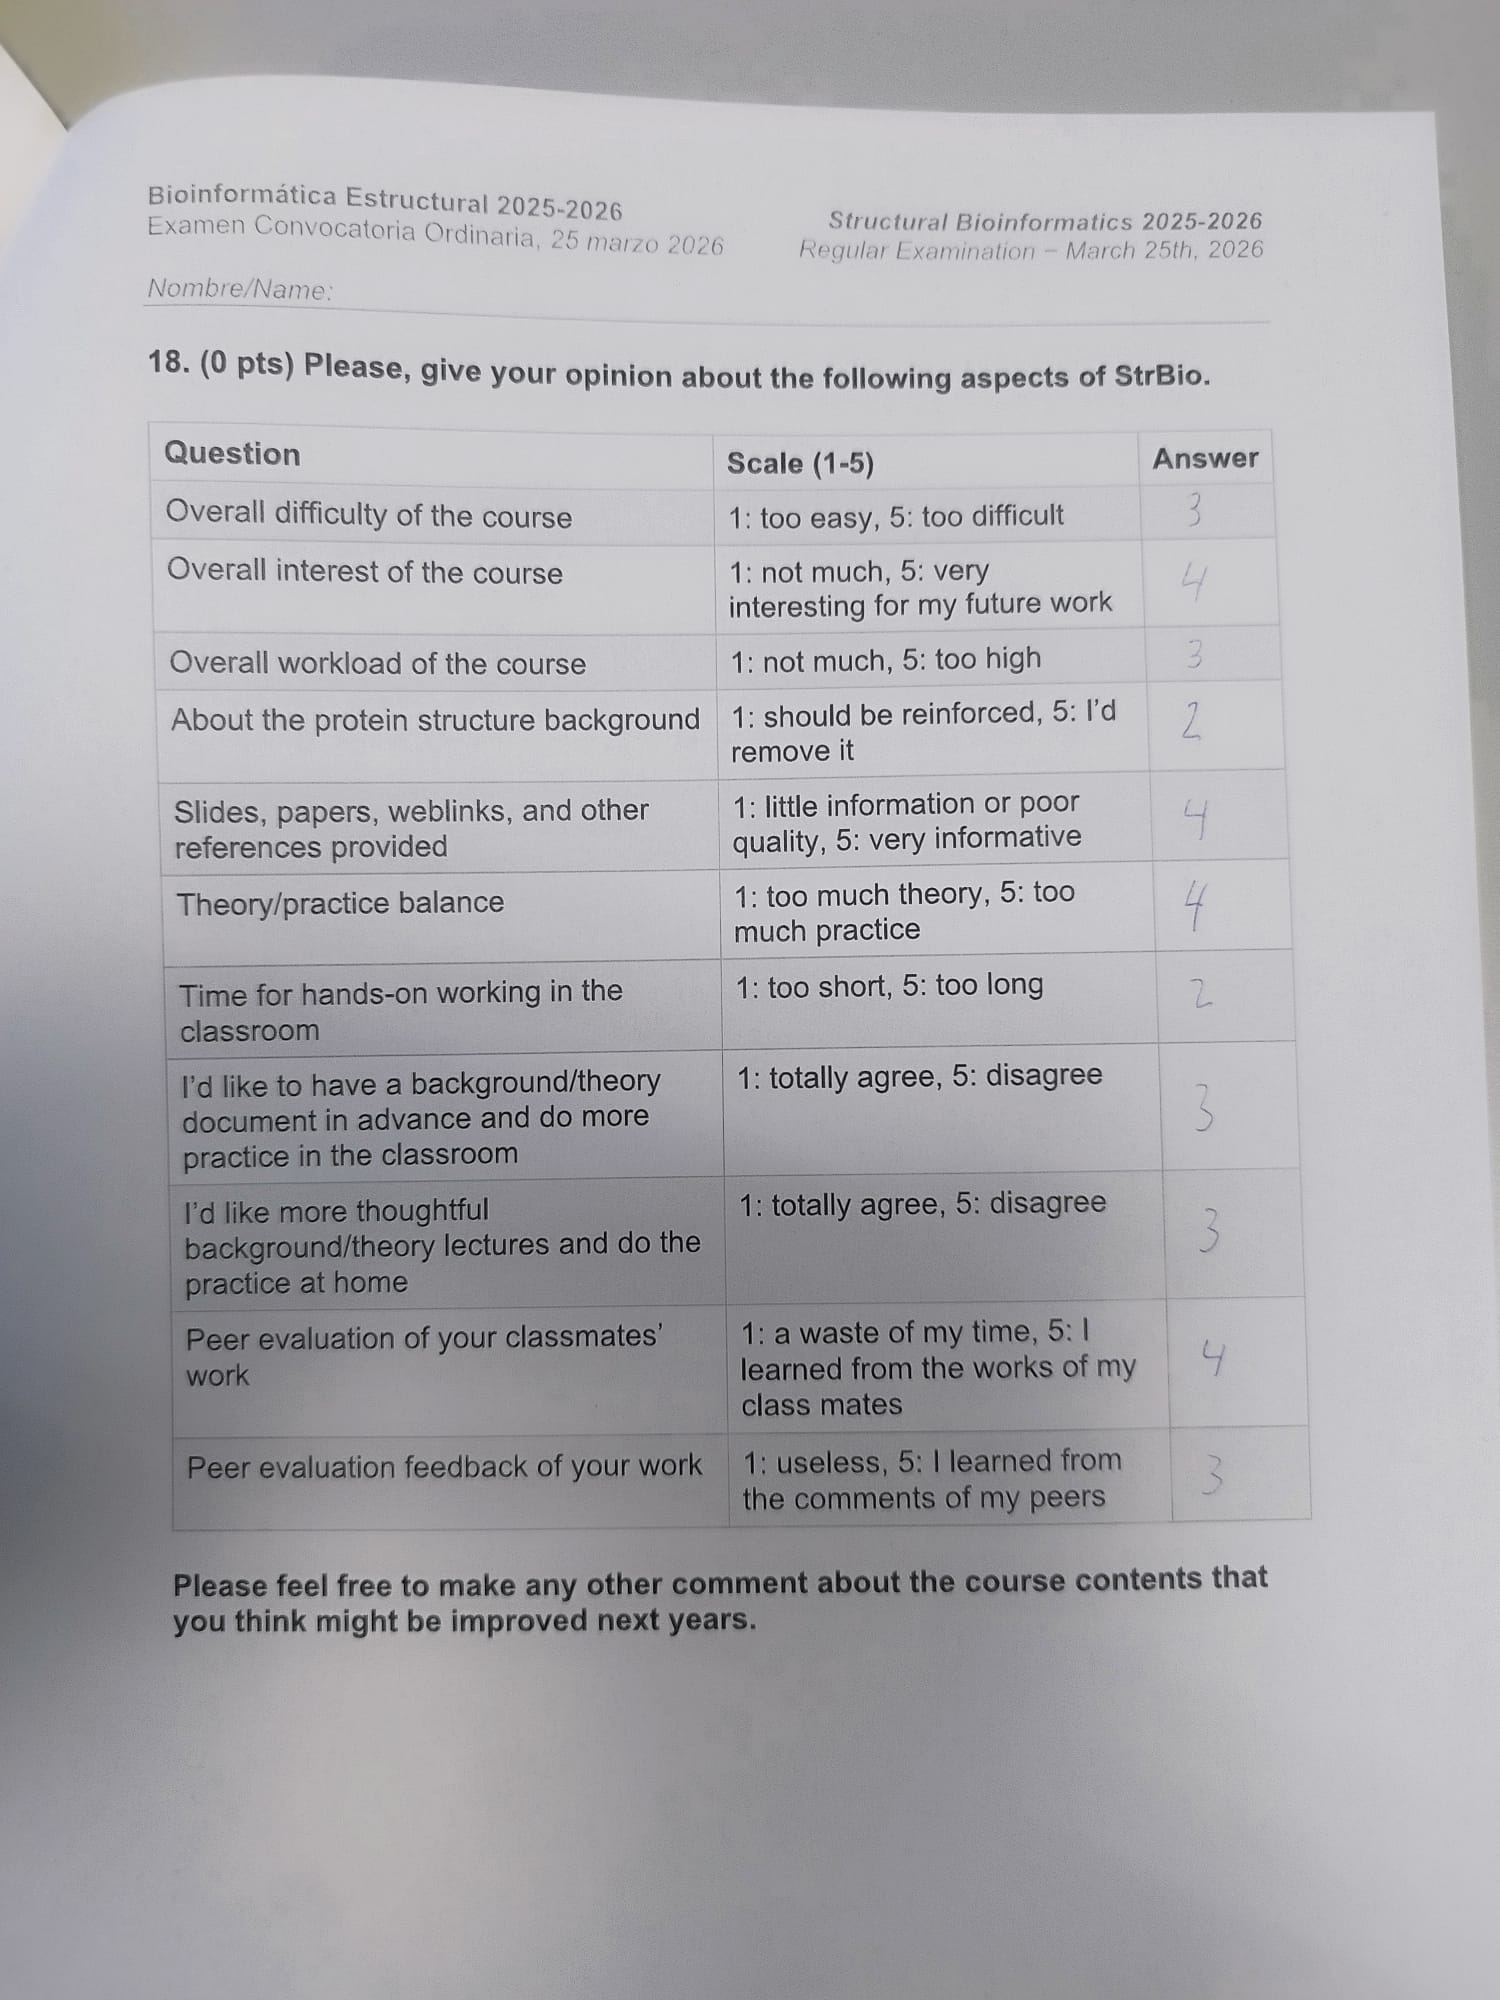 Bioinformática Estructural 2025-2026
Examen Convocatoria Ordinaria, 25 marzo 2026
Structural Bioinformatics 2025-2026
Regular Examination – March 25th, 2026
Nombre/Name:
18. (0 pts) Please, give your opinion about the following aspects of StrBio.
Question Scale (1-5) Answer
Overall difficulty of the course 1: too easy, 5: too difficult 3
Overall interest of the course 1: not much, 5: very 4
interesting for my future work
Overall workload of the course 1: not much, 5: too high 3
About the protein structure background 1: should be reinforced, 5: I'd 2
remove it
Slides, papers, weblinks, and other 1: little information or poor 4
references provided quality, 5: very informative
Theory/practice balance 1: too much theory, 5: too 4
much practice
Time for hands-on working in the 1: too short, 5: too long 2
classroom
I'd like to have a background/theory 1: totally agree, 5: disagree 3
document in advance and do more
practice in the classroom
I'd like more thoughtful 1: totally agree, 5: disagree 3
background/theory lectures and do the
practice at home
Peer evaluation of your classmates' 1: a waste of my time, 5: I 4
work learned from the works of my
class mates
Peer evaluation feedback of your work 1: useless, 5: I learned from 3
the comments of my peers
Please feel free to make any other comment about the course contents that
you think might be improved next years.